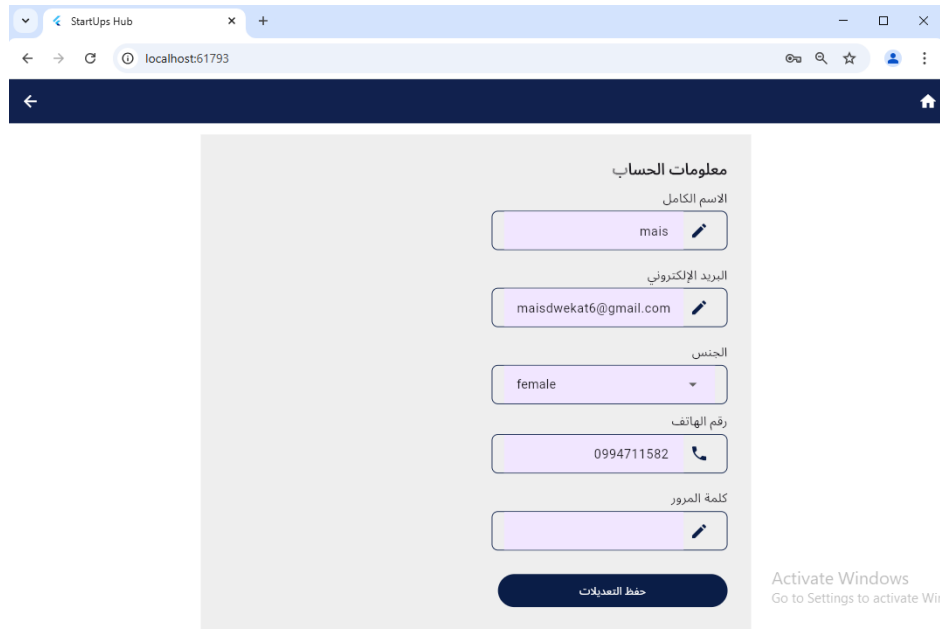 StartUps Hub
localhost:61793
معلومات الحساب
الاسم الكامل
mais
البريد الإلكتروني
maisdwekat6@gmail.com
الجنس
female
رقم الهاتف
0994711582
كلمة المرور
حفظ التعديلات
Activate Windows
Go to Settings to activate Wi